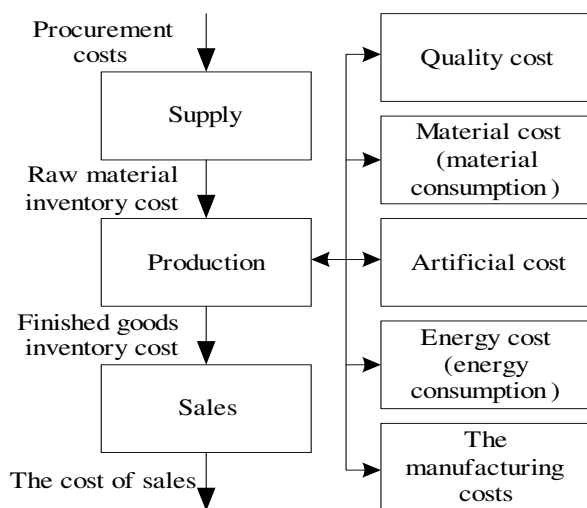 Procurement
costs
Supply
Raw material
inventory cost
Production
Finished goods
inventory cost
Sales
The cost of sales
Quality cost
Material cost
(material
consumption)
Artificial cost
Energy cost
(energy
consumption)
The
manufacturing
costs